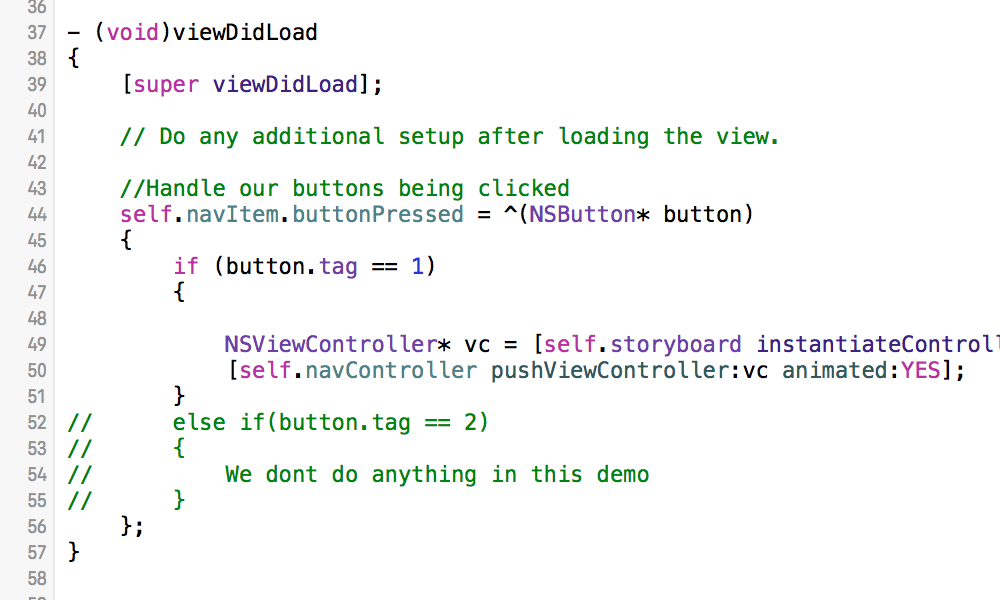 36
37 - (void)viewDidLoad
38 {
39 [super viewDidLoad];
40
41 // Do any additional setup after loading the view.
42
43 //Handle our buttons being clicked
44 self.navItem.buttonPressed = ^(NSButton* button)
45 {
46 if (button.tag == 1)
47 {
48
49 NSViewController* vc = [self.storyboard instantiateControll
50 [self.navController pushViewController:vc animated:YES];
51 }
52 // else if(button.tag == 2)
53 // {
54 // We dont do anything in this demo
55 // }
56 };
57 }
58